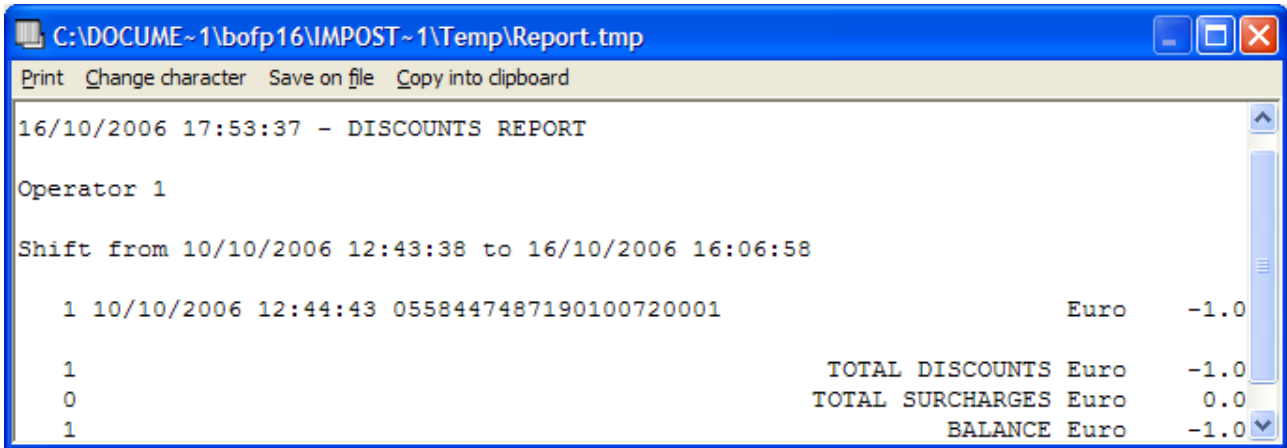 C:\DOCUME~1\bofp16\IMPOST~1\Temp\Report.tmp
Print Change character Save on file Copy into clipboard
16/10/2006 17:53:37 - DISCOUNTS REPORT
Operator 1
Shift from 10/10/2006 12:43:38 to 16/10/2006 16:06:58
1 10/10/2006 12:44:43 0558447487190100720001 Euro -1.0
1 TOTAL DISCOUNTS Euro -1.0
0 TOTAL SURCHARGES Euro 0.0
1 BALANCE Euro -1.0